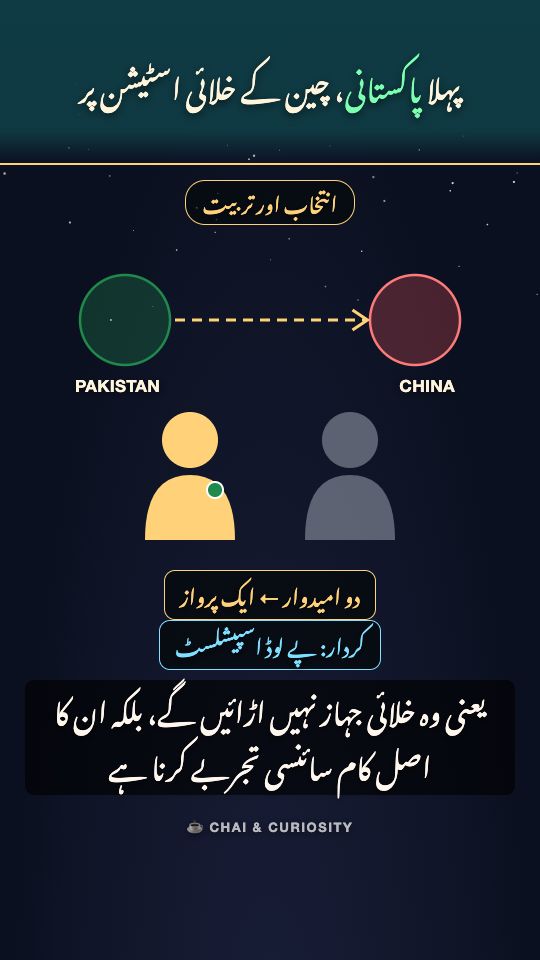 پہلا پاکستانی، چین کے خلائی اسٹیشن پر
انتخاب اور تربیت
PAKISTAN
CHINA
دو امیدوار ← ایک پرواز
کردار: پے لوڈ اسپیشلسٹ
یعنی وہ خلائی جہاز نہیں اڑائیں گے، بلکہ ان کا
اصل کام سائنسی تجربے کرنا ہے
☕ CHAI & CURIOSITY